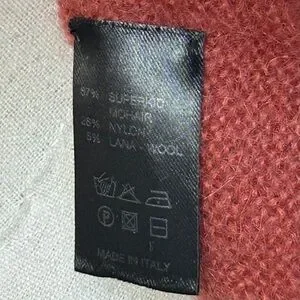 67% SUPERKID
MOHAIR
28% NYLON
5% LANA - WOOL
P
MADE IN ITALY